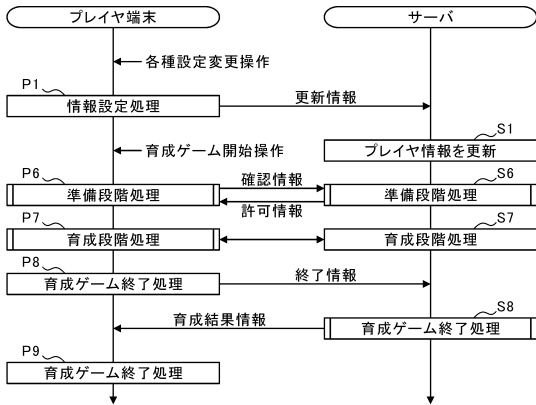 プレイヤ端末
サーバ
各種設定変更操作
P1
情報設定処理
更新情報
S1
育成ゲーム開始操作
プレイヤ情報を更新
P6
確認情報
S6
準備段階処理
準備段階処理
許可情報
P7
S7
育成段階処理
育成段階処理
P8
育成ゲーム終了処理
終了情報
S8
育成結果情報
育成ゲーム終了処理
P9
育成ゲーム終了処理